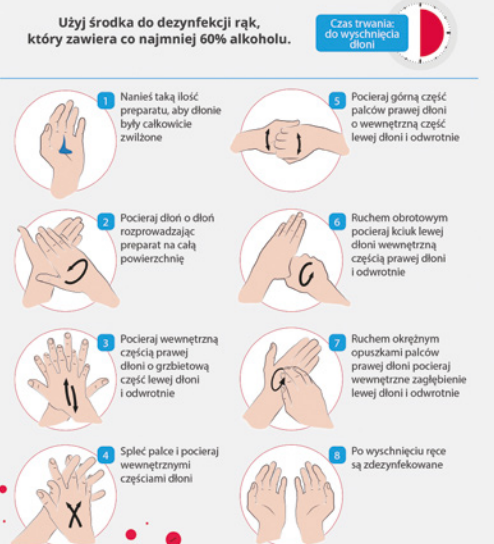 Użyj środka do dezynfekcji rąk,
który zawiera co najmniej 60% alkoholu.
Czas trwania:
do wyschnięcia
dłoni
1
Nanieś taką ilość
preparatu, aby dłonie
były całkowicie
zwilżone
2
Pocieraj dłoń o dłoń
rozprowadzając
preparat na całą
powierzchnię
3
Pocieraj wewnętrzną
częścią prawej
dłoni o grzbietową
część lewej dłoni
i odwrotnie
4
Spleć palce i pocieraj
wewnętrznymi
częściami dłoni
5
Pocieraj górną część
palców prawej dłoni
o wewnętrzną część
lewej dłoni i odwrotnie
6
Ruchem obrotowym
pocieraj kciuk lewej
dłoni wewnętrzną
częścią prawej dłoni
i odwrotnie
7
Ruchem okrężnym
opuszkami palców
prawej dłoni pocieraj
wewnętrzne zagłębienie
lewej dłoni i odwrotnie
8
Po wyschnięciu ręce
są zdezynfekowane